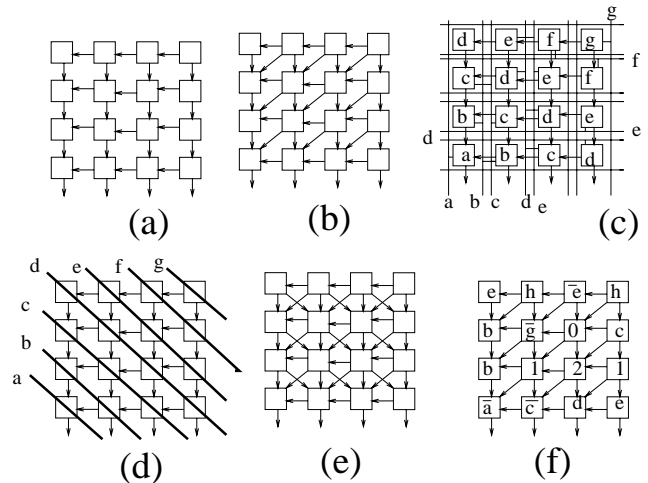 (a)
(b)
g
d e f g
f
c d e f
b c d e
d e
a b c d
a b c d e
(c)
d e f g
c
b
a
(d)
(e)
e h e̅ h
b g̅ 0 c
b 1 2 1
a̅ c̅ d e
(f)